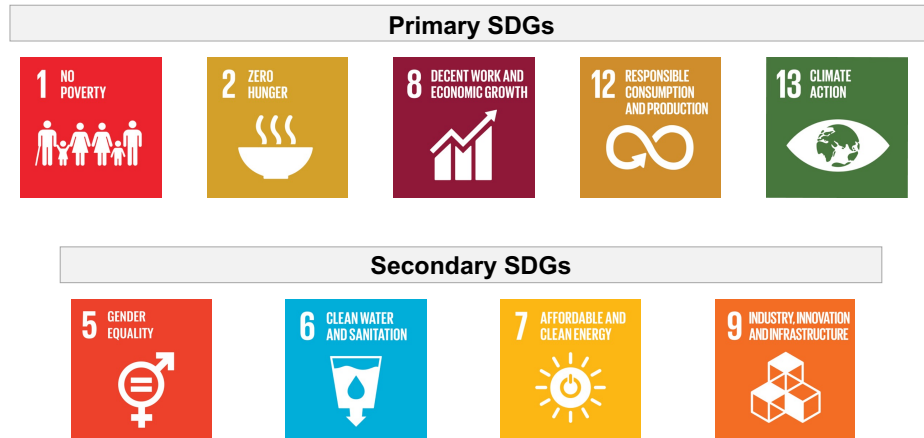 Primary SDGs
1 NO
POVERTY
2 ZERO
HUNGER
8 DECENT WORK AND
ECONOMIC GROWTH
12 RESPONSIBLE
CONSUMPTION
AND PRODUCTION
13 CLIMATE
ACTION
Secondary SDGs
5 GENDER
EQUALITY
6 CLEAN WATER
AND SANITATION
7 AFFORDABLE AND
CLEAN ENERGY
9 INDUSTRY, INNOVATION
AND INFRASTRUCTURE